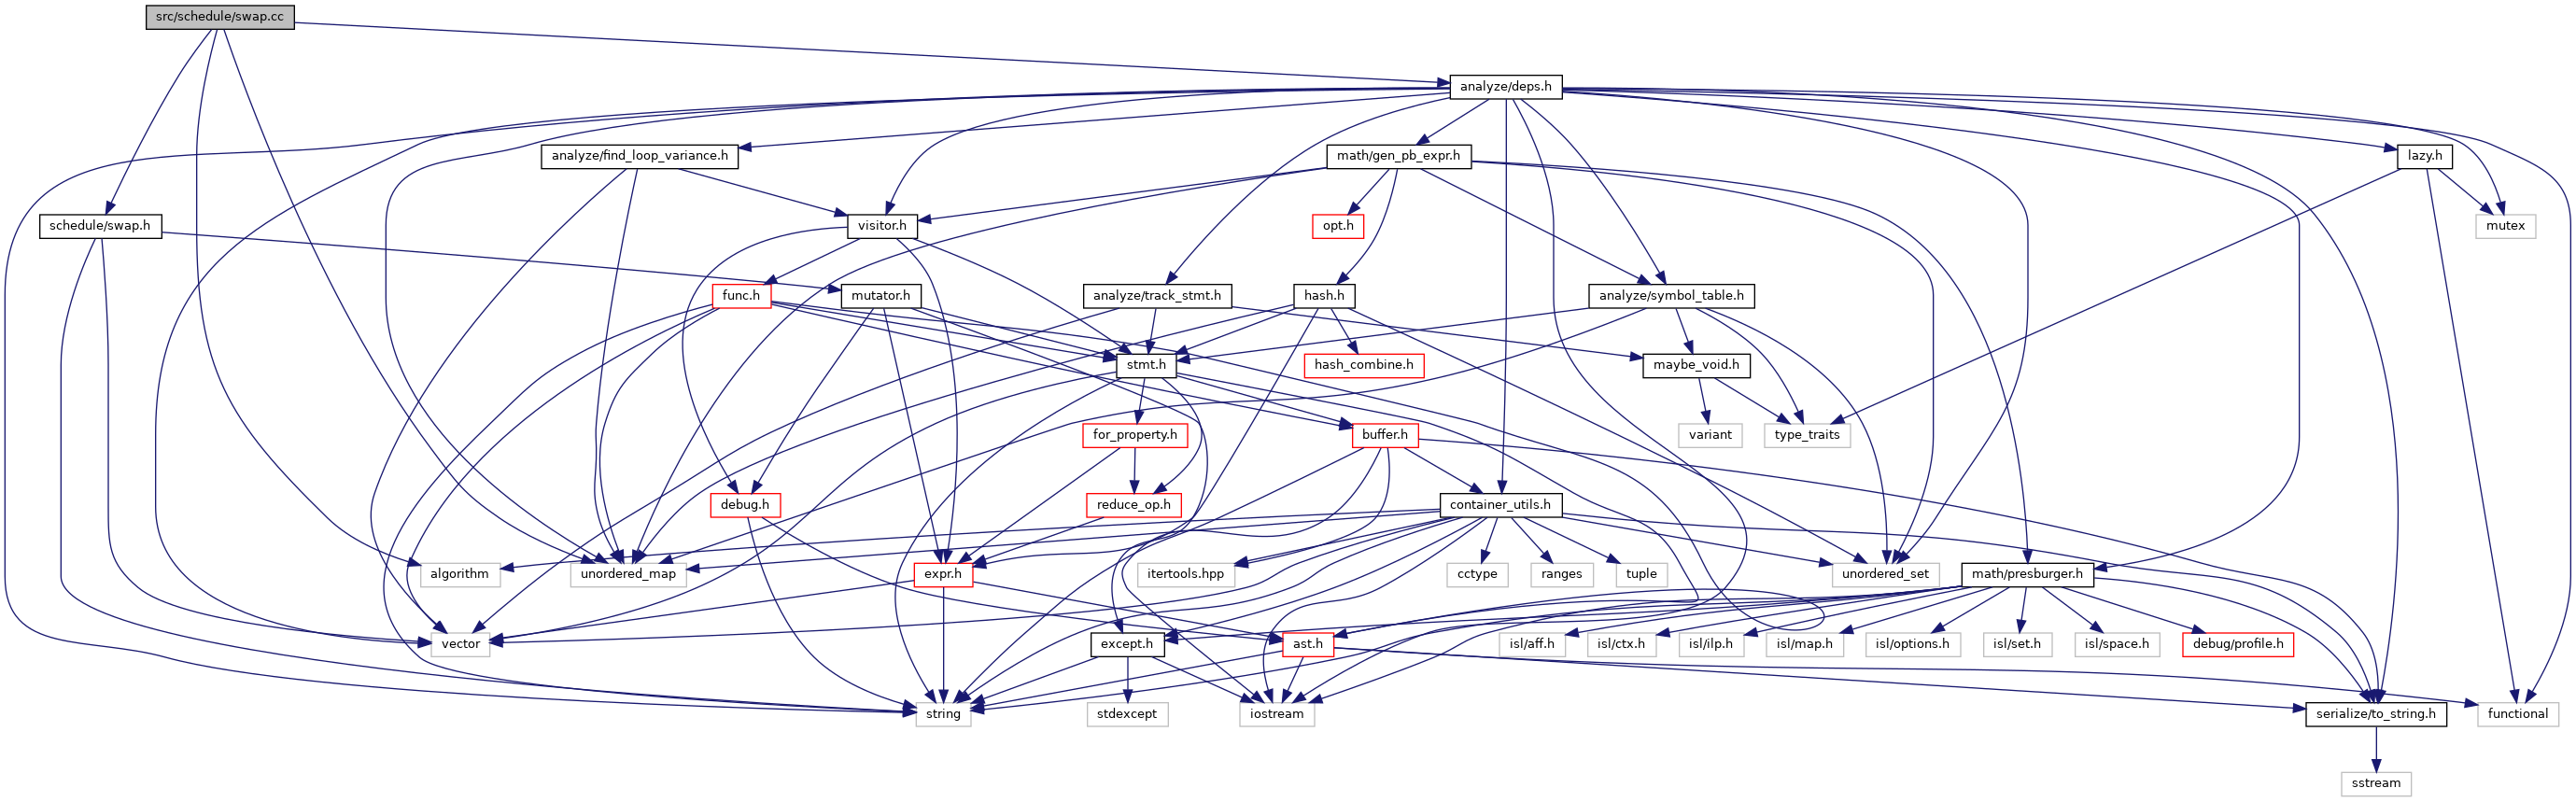 src/schedule/swap.cc
analyze/deps.h
analyze/find_loop_variance.h
math/gen_pb_expr.h
lazy.h
schedule/swap.h
visitor.h
opt.h
mutex
func.h
mutator.h
analyze/track_stmt.h
hash.h
analyze/symbol_table.h
stmt.h
hash_combine.h
maybe_void.h
for_property.h
buffer.h
variant
type_traits
debug.h
reduce_op.h
container_utils.h
algorithm
unordered_map
expr.h
itertools.hpp
cctype
ranges
tuple
unordered_set
math/presburger.h
vector
except.h
ast.h
isl/aff.h
isl/ctx.h
isl/ilp.h
isl/map.h
isl/options.h
isl/set.h
isl/space.h
debug/profile.h
string
stdexcept
iostream
serialize/to_string.h
functional
sstream